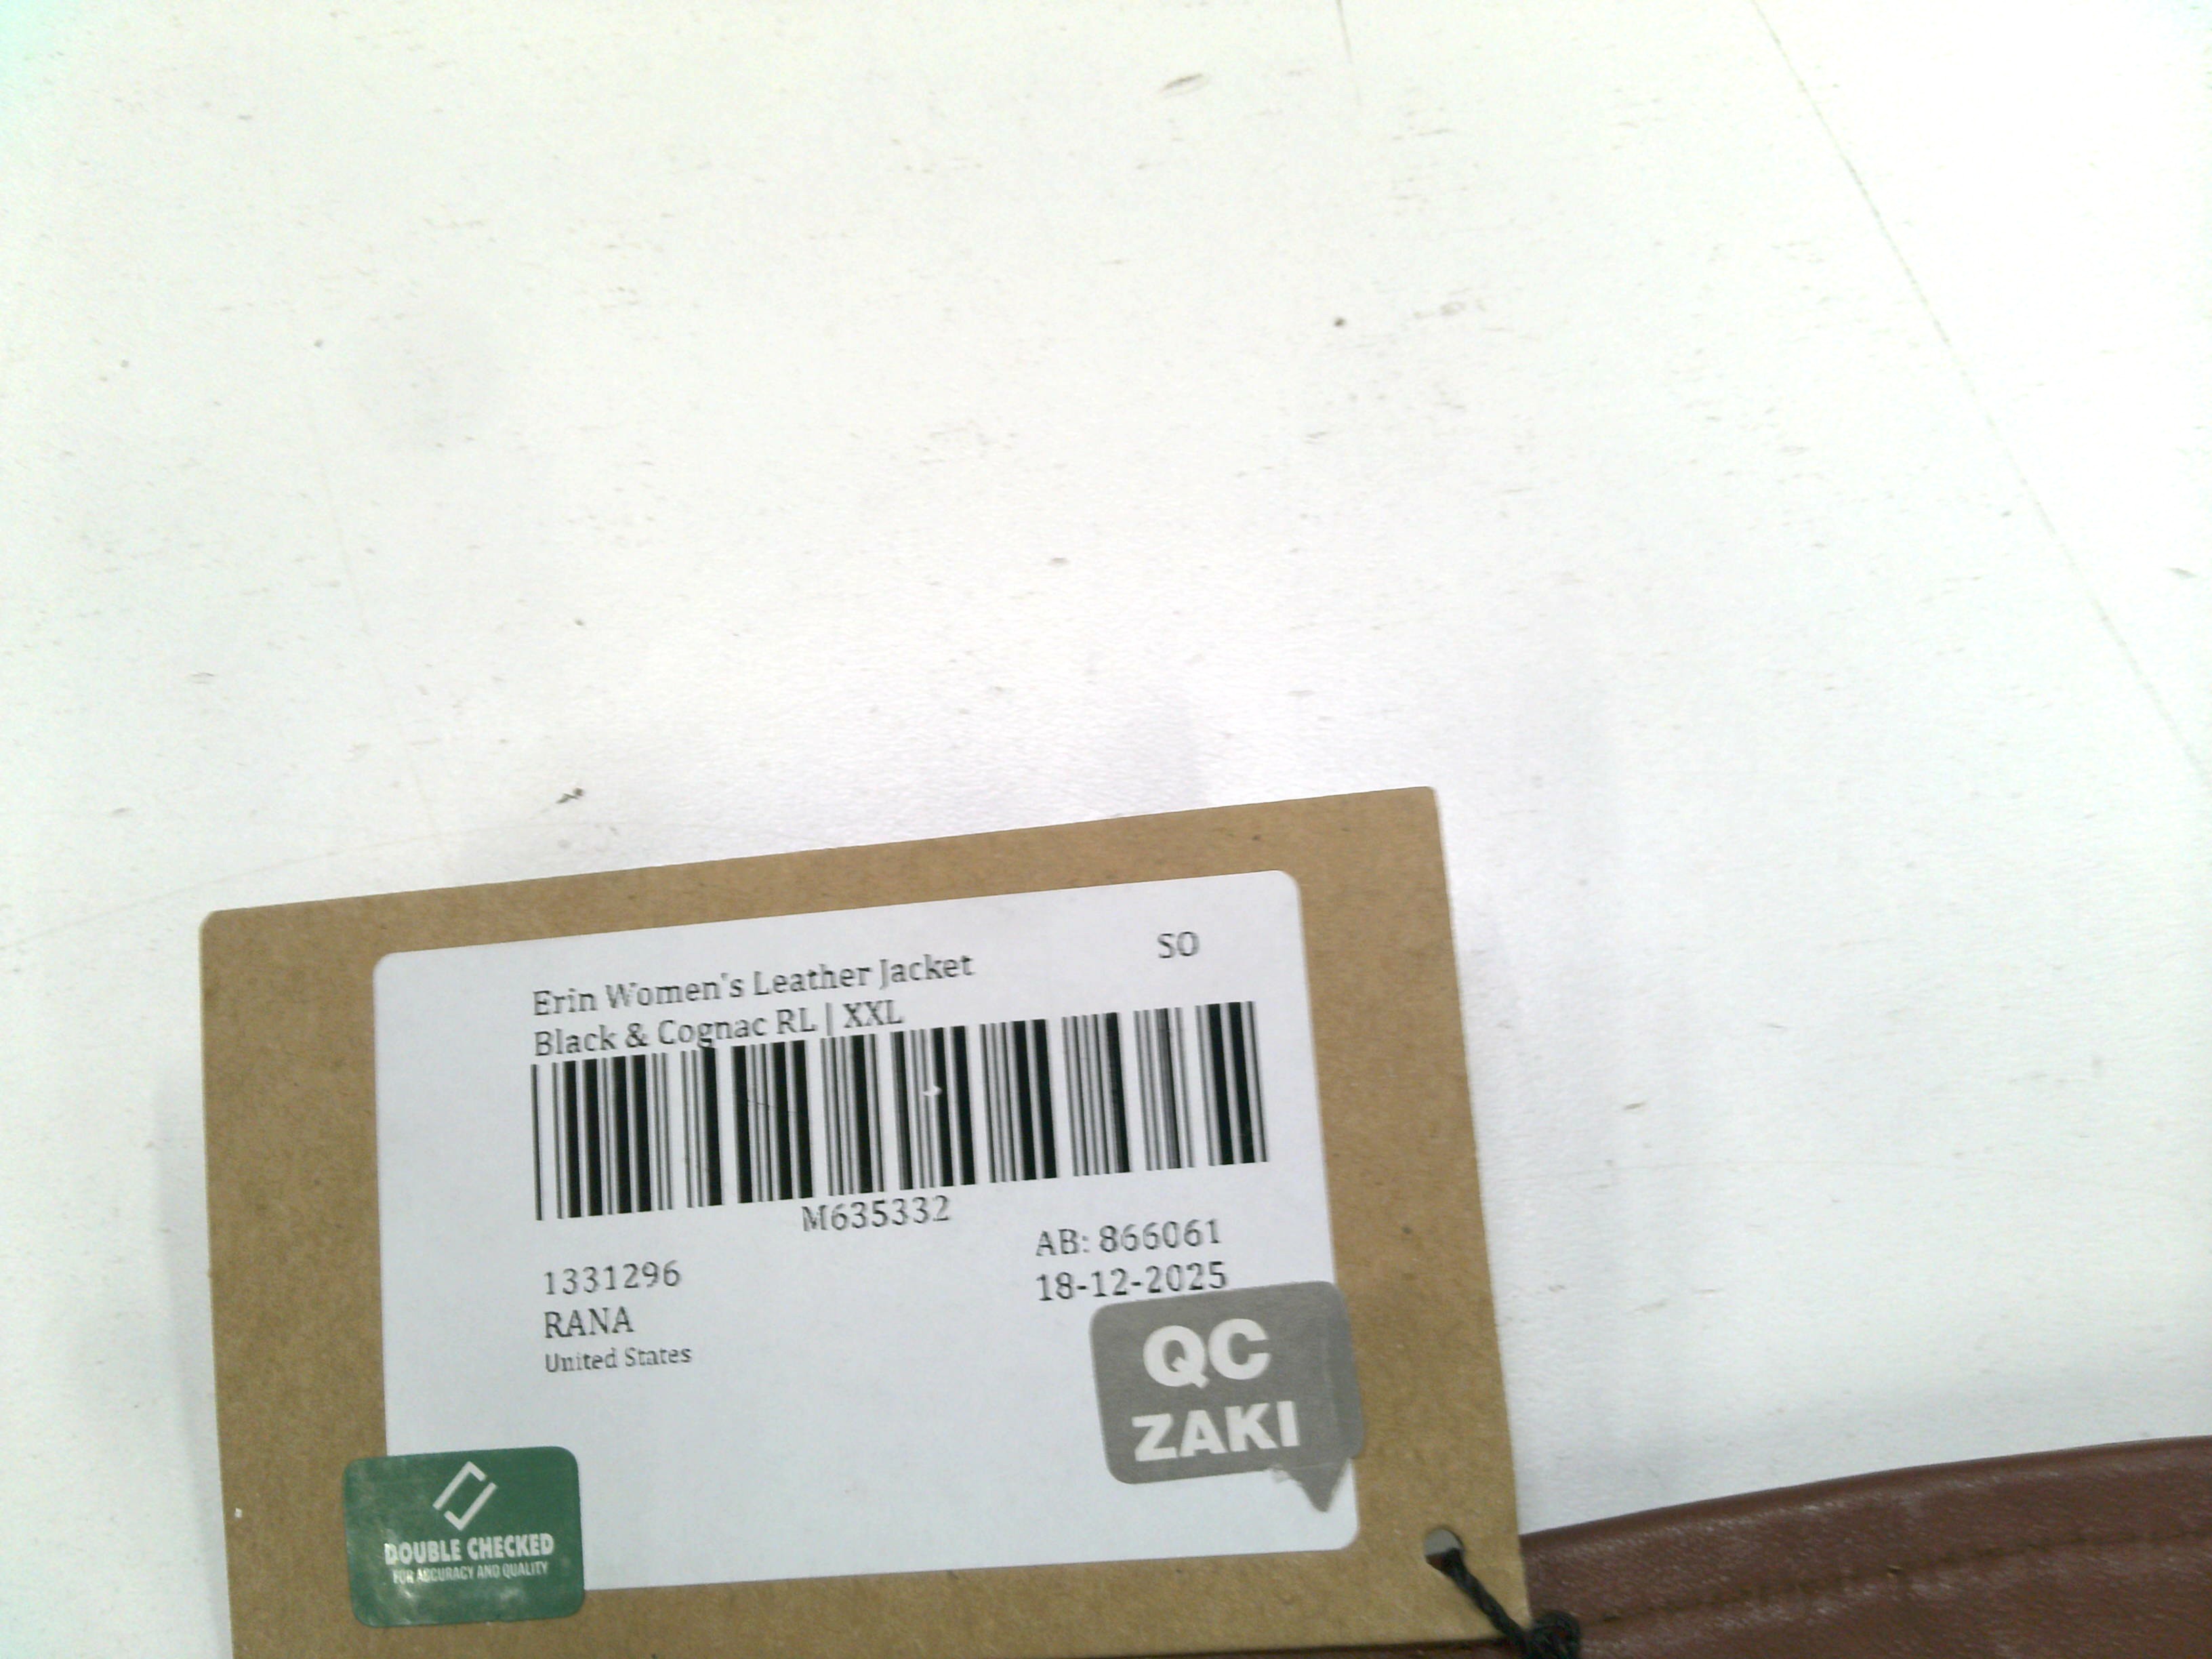 Erin Women's Leather Jacket
SO
Black & Cognac RL | XXL
M635332
1331296
AB: 866061
RANA
18-12-2025
United States
QC
ZAKI
DOUBLE CHECKED
FOR ACCURACY AND QUALITY